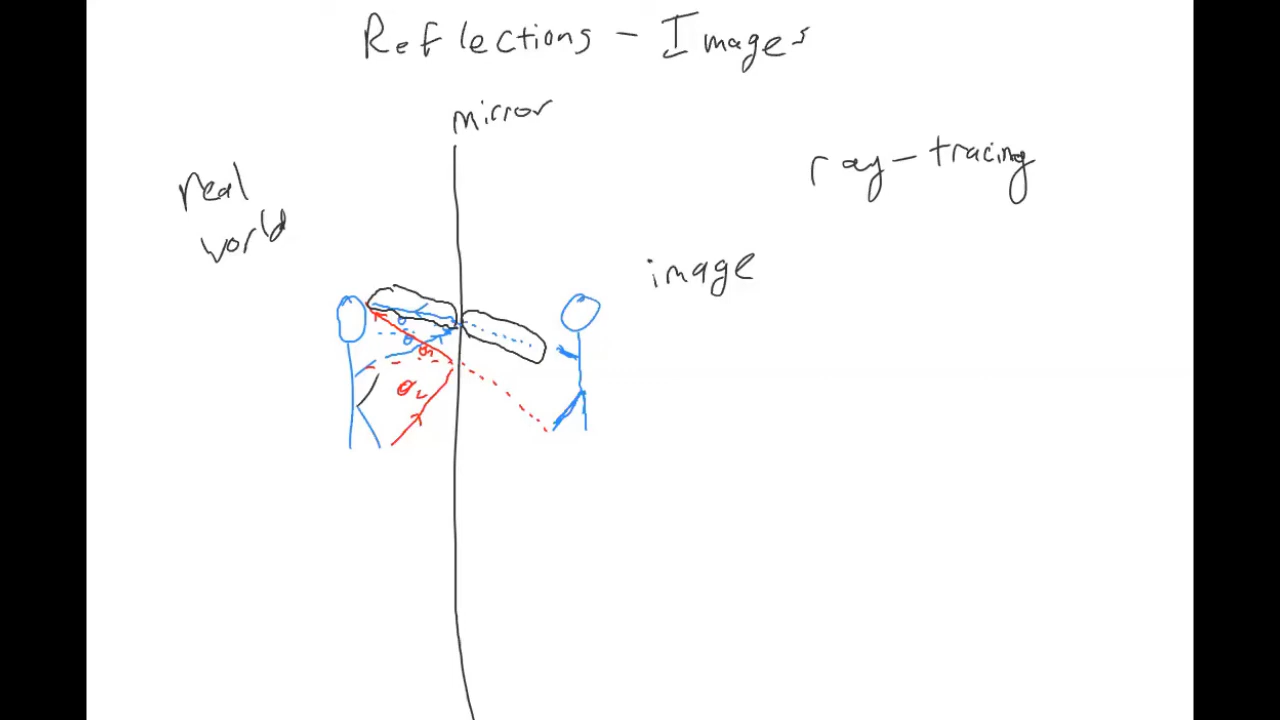 Reflections - Images
mirror
ray-tracing
real
world
image